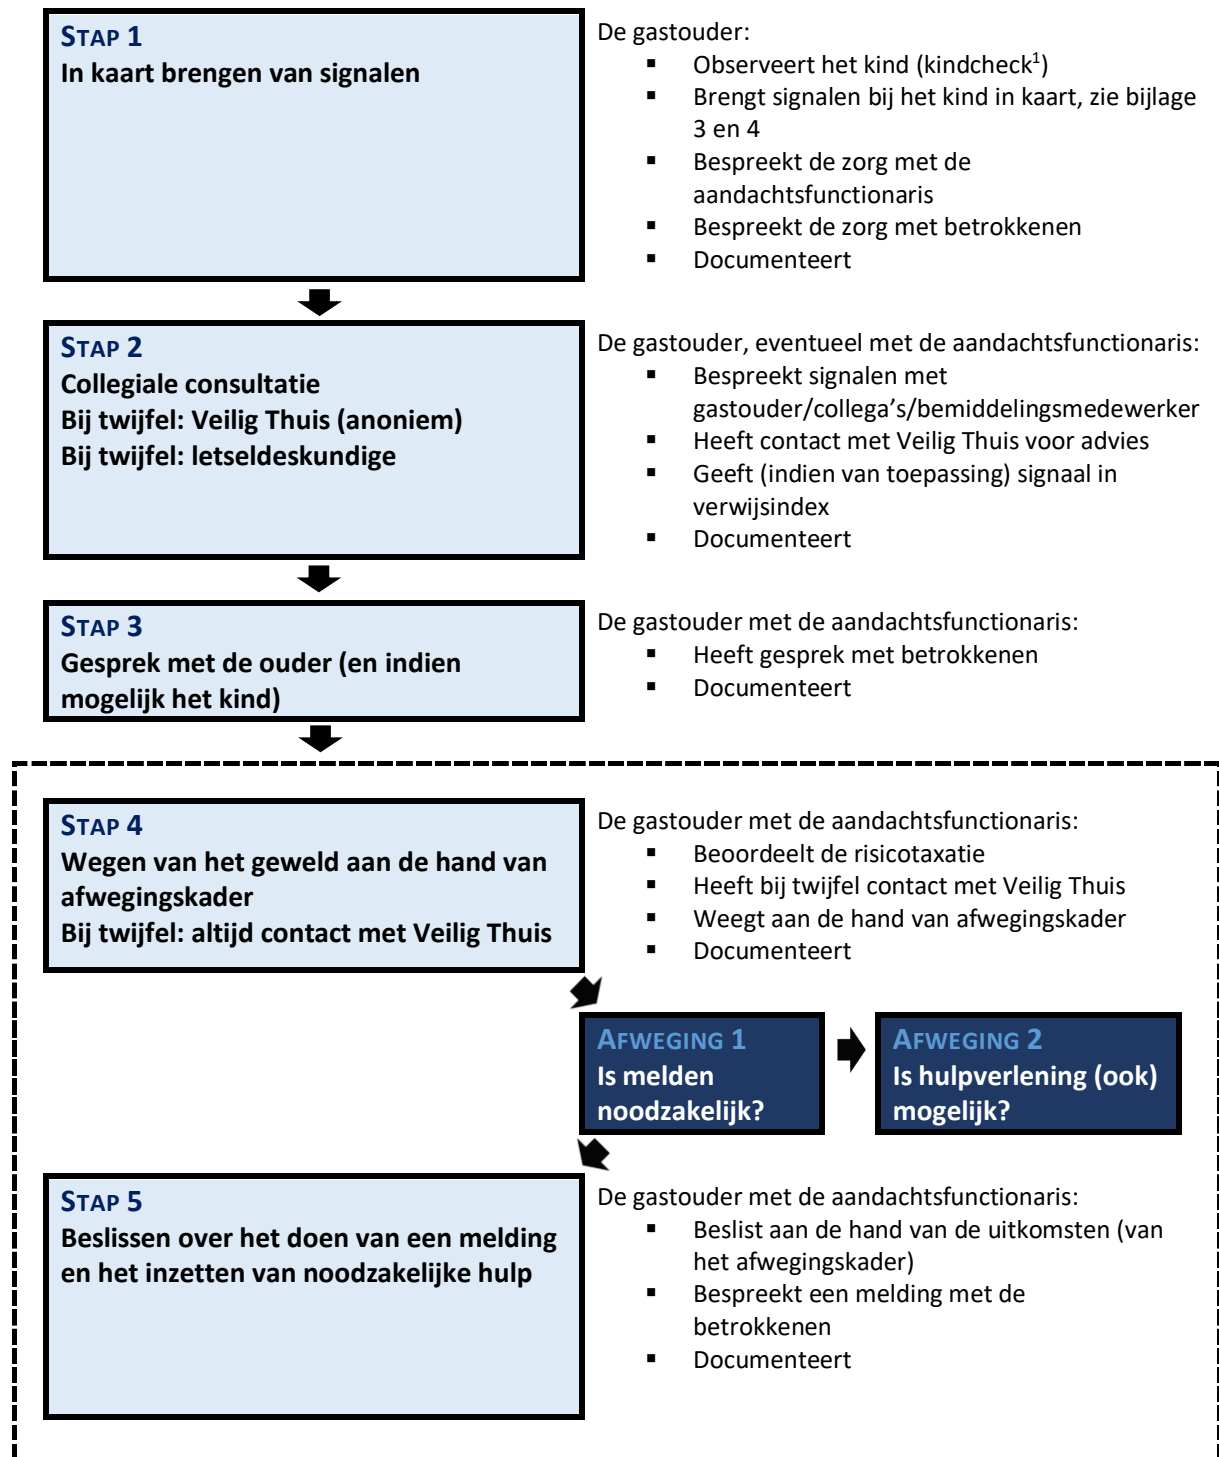 STAP 1
In kaart brengen van signalen
De gastouder:
▪ Observeert het kind (kindcheck¹)
▪ Brengt signalen bij het kind in kaart, zie bijlage
3 en 4
▪ Bespreekt de zorg met de
aandachtsfunctionaris
▪ Bespreekt de zorg met betrokkenen
▪ Documenteert
STAP 2
Collegiale consultatie
Bij twijfel: Veilig Thuis (anoniem)
Bij twijfel: letseldeskundige
De gastouder, eventueel met de aandachtsfunctionaris:
▪ Bespreekt signalen met
gastouder/collega’s/bemiddelingsmedewerker
▪ Heeft contact met Veilig Thuis voor advies
▪ Geeft (indien van toepassing) signaal in
verwijsindex
▪ Documenteert
STAP 3
Gesprek met de ouder (en indien
mogelijk het kind)
De gastouder met de aandachtsfunctionaris:
▪ Heeft gesprek met betrokkenen
▪ Documenteert
STAP 4
Wegen van het geweld aan de hand van
afwegingskader
Bij twijfel: altijd contact met Veilig Thuis
De gastouder met de aandachtsfunctionaris:
▪ Beoordeelt de risicotaxatie
▪ Heeft bij twijfel contact met Veilig Thuis
▪ Weegt aan de hand van afwegingskader
▪ Documenteert
AFWEGING 1
Is melden
noodzakelijk?
AFWEGING 2
Is hulpverlening (ook)
mogelijk?
STAP 5
Beslissen over het doen van een melding
en het inzetten van noodzakelijke hulp
De gastouder met de aandachtsfunctionaris:
▪ Beslist aan de hand van de uitkomsten (van
het afwegingskader)
▪ Bespreekt een melding met de
betrokkenen
▪ Documenteert